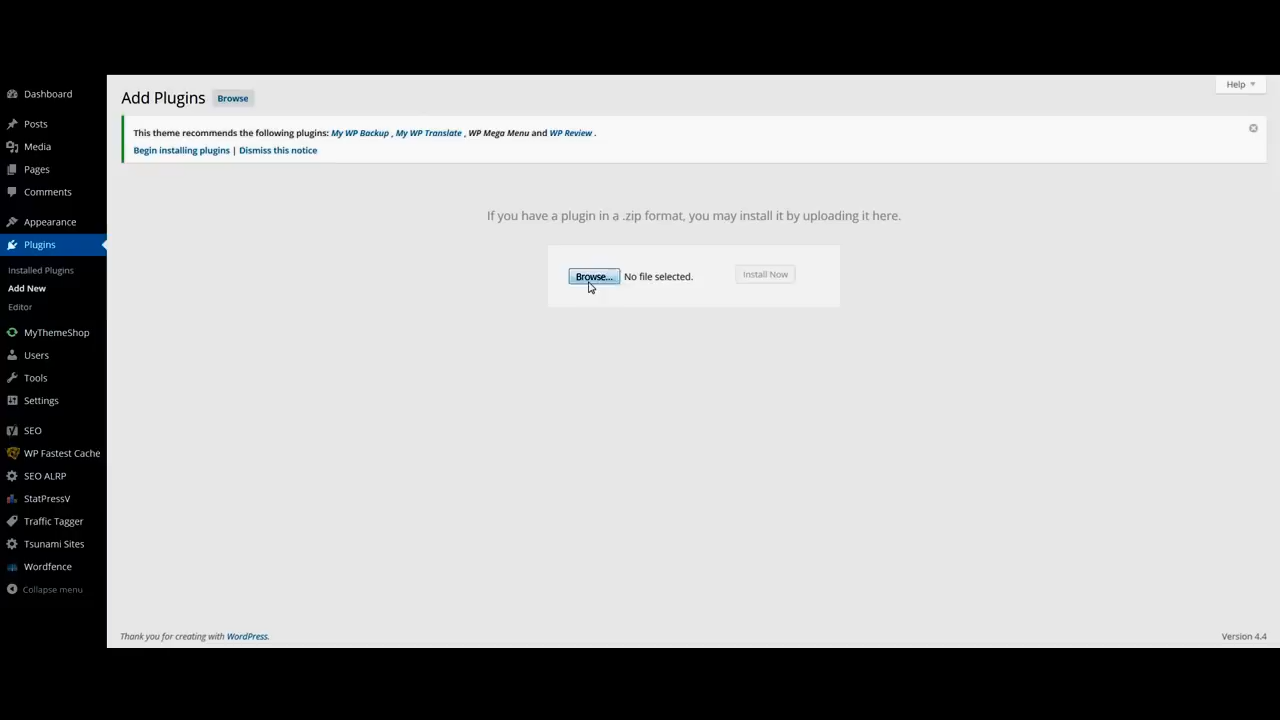 Dashboard
Posts
Media
Pages
Comments
Appearance
Plugins
Installed Plugins
Add New
Editor
MyThemeShop
Users
Tools
Settings
SEO
WP Fastest Cache
SEO ALRP
StatPressV
Traffic Tagger
Tsunami Sites
Wordfence
Collapse menu
Help
Add Plugins Browse
This theme recommends the following plugins: My WP Backup , My WP Translate , WP Mega Menu and WP Review .
Begin installing plugins | Dismiss this notice
If you have a plugin in a .zip format, you may install it by uploading it here.
Browse... No file selected. Install Now
Thank you for creating with WordPress. Version 4.4